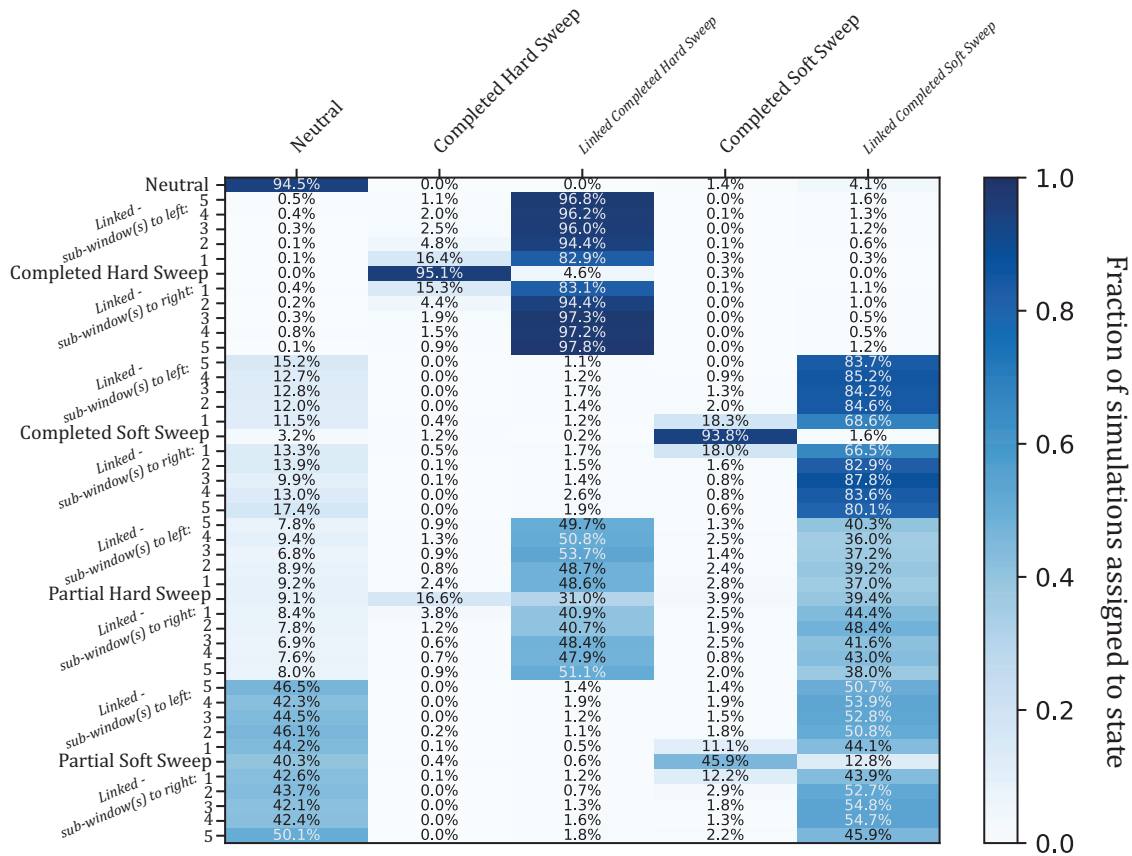 Neutral
Completed Hard Sweep
Linked Completed Hard Sweep
Completed Soft Sweep
Linked Completed Soft Sweep
Neutral 94.5% 0.0% 0.0% 1.4% 4.1%
Linked -
sub-window(s) to left:
5 0.5% 1.1% 96.8% 0.0% 1.6%
4 0.4% 2.0% 96.2% 0.1% 1.3%
3 0.3% 2.5% 96.0% 0.0% 1.2%
2 0.1% 4.8% 94.4% 0.1% 0.6%
1 0.1% 16.4% 82.9% 0.3% 0.3%
Completed Hard Sweep 0.0% 95.1% 4.6% 0.3% 0.0%
Linked -
sub-window(s) to right:
1 0.4% 15.3% 83.1% 0.1% 1.1%
2 0.2% 4.4% 94.4% 0.0% 1.0%
3 0.3% 1.9% 97.3% 0.0% 0.5%
4 0.8% 1.5% 97.2% 0.0% 0.5%
5 0.1% 0.9% 97.8% 0.0% 1.2%
Linked -
sub-window(s) to left:
5 15.2% 0.0% 1.1% 0.0% 83.7%
4 12.7% 0.0% 1.2% 0.9% 85.2%
3 12.8% 0.0% 1.7% 1.3% 84.2%
2 12.0% 0.0% 1.4% 2.0% 84.6%
1 11.5% 0.4% 1.2% 18.3% 68.6%
Completed Soft Sweep 3.2% 1.2% 0.2% 93.8% 1.6%
Linked -
sub-window(s) to right:
1 13.3% 0.5% 1.7% 18.0% 66.5%
2 13.9% 0.1% 1.5% 1.6% 82.9%
3 9.9% 0.1% 1.4% 0.8% 87.8%
4 13.0% 0.0% 2.6% 0.8% 83.6%
5 17.4% 0.0% 1.9% 0.6% 80.1%
Linked -
sub-window(s) to left:
5 7.8% 0.9% 49.7% 1.3% 40.3%
4 9.4% 1.3% 50.8% 2.5% 36.0%
3 6.8% 0.9% 53.7% 1.4% 37.2%
2 8.9% 0.8% 48.7% 2.4% 39.2%
1 9.2% 2.4% 48.6% 2.8% 37.0%
Partial Hard Sweep 9.1% 16.6% 31.0% 3.9% 39.4%
Linked -
sub-window(s) to right:
1 8.4% 3.8% 40.9% 2.5% 44.4%
2 7.8% 1.2% 40.7% 1.9% 48.4%
3 6.9% 0.6% 48.4% 2.5% 41.6%
4 7.6% 0.7% 47.9% 0.8% 43.0%
5 8.0% 0.9% 51.1% 2.0% 38.0%
Linked -
sub-window(s) to left:
5 46.5% 0.0% 1.4% 1.4% 50.7%
4 42.3% 0.0% 1.9% 1.9% 53.9%
3 44.5% 0.0% 1.2% 1.5% 52.8%
2 46.1% 0.2% 1.1% 1.8% 50.8%
1 44.2% 0.1% 0.5% 11.1% 44.1%
Partial Soft Sweep 40.3% 0.4% 0.6% 45.9% 12.8%
Linked -
sub-window(s) to right:
1 42.6% 0.1% 1.2% 12.2% 43.9%
2 43.7% 0.0% 0.7% 2.9% 52.7%
3 42.1% 0.0% 1.3% 1.8% 54.8%
4 42.4% 0.0% 1.6% 1.3% 54.7%
5 50.1% 0.0% 1.8% 2.2% 45.9%
1.0
0.8
0.6
0.4
0.2
0.0
Fraction of simulations assigned to state